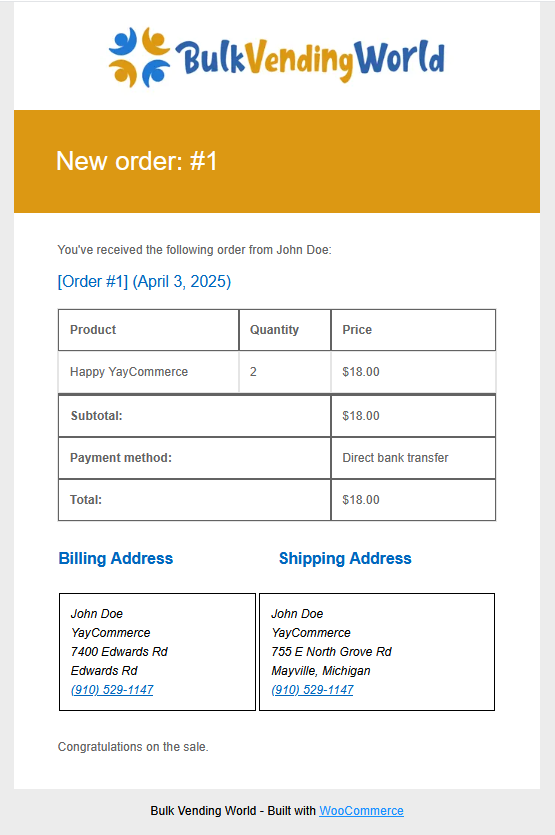 BulkVendingWorld
New order: #1
You've received the following order from John Doe:
[Order #1] (April 3, 2025)
Product Quantity Price
Happy YayCommerce 2 $18.00
Subtotal: $18.00
Payment method: Direct bank transfer
Total: $18.00
Billing Address Shipping Address
John Doe John Doe
YayCommerce YayCommerce
7400 Edwards Rd 755 E North Grove Rd
Edwards Rd Mayville, Michigan
(910) 529-1147 (910) 529-1147
Congratulations on the sale.
Bulk Vending World - Built with WooCommerce